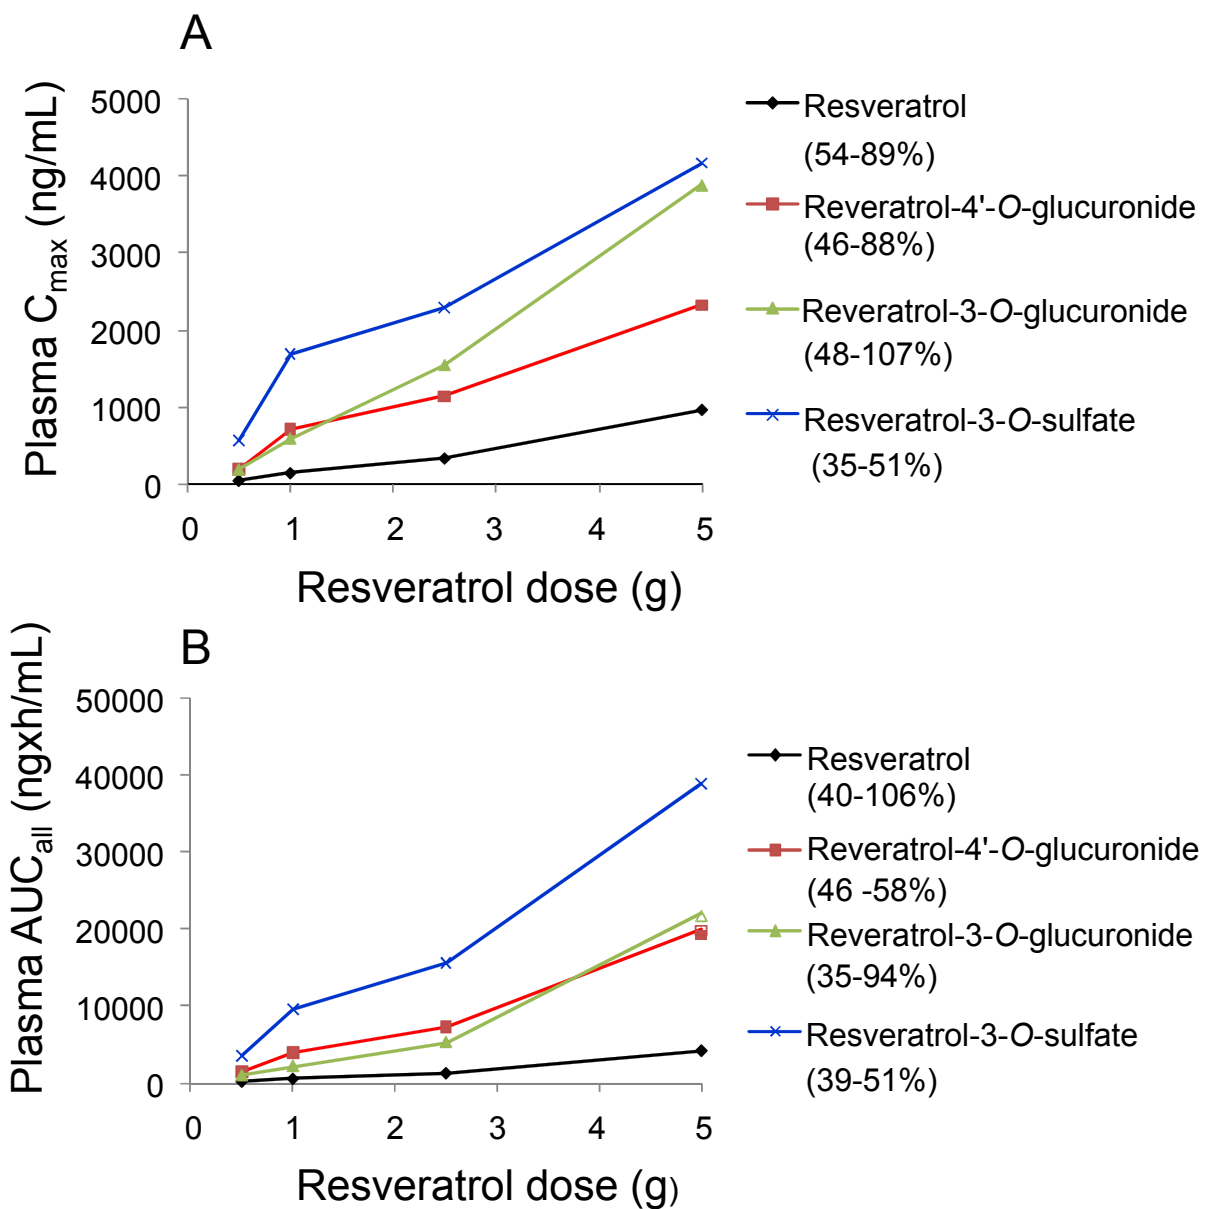 A
Plasma Cmax (ng/mL)
5000
4000
3000
2000
1000
0
0 1 2 3 4 5
Resveratrol dose (g)
Resveratrol
(54-89%)
Reveratrol-4'-O-glucuronide
(46-88%)
Reveratrol-3-O-glucuronide
(48-107%)
Resveratrol-3-O-sulfate
(35-51%)
B
Plasma AUCall (ngxh/mL)
50000
40000
30000
20000
10000
0
0 1 2 3 4 5
Resveratrol dose (g)
Resveratrol
(40-106%)
Reveratrol-4'-O-glucuronide
(46 -58%)
Reveratrol-3-O-glucuronide
(35-94%)
Resveratrol-3-O-sulfate
(39-51%)